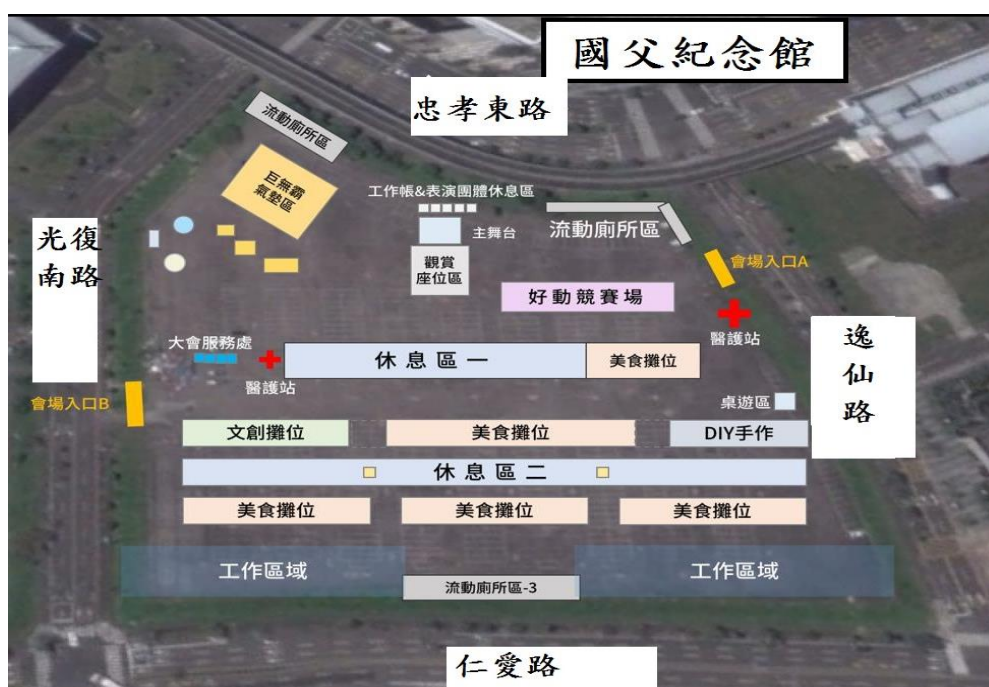 國父紀念館
忠孝東路
流動廁所區
巨無霸
氣墊區
工作帳&表演團體休息區
主舞台
流動廁所區
光復
南路
觀賞
座位區
會場入口A
好動競賽場
醫護站
大會服務處
休息區一
美食攤位
醫護站
逸
仙
路
會場入口B
桌遊區
文創攤位
美食攤位
DIY手作
休息區二
美食攤位
美食攤位
美食攤位
工作區域
工作區域
流動廁所區-3
仁愛路